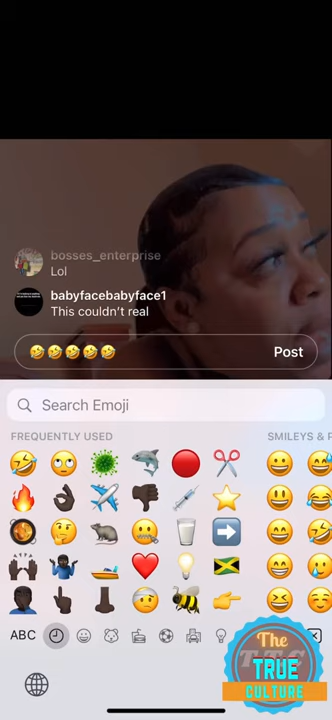 bosses_enterprise
Lol
babyfacebabyface1
This couldn't real
🤣🤣🤣🤣🤣 Post
Search Emoji
FREQUENTLY USED SMILEYS & P
ABC
The
TRUE
CULTURE